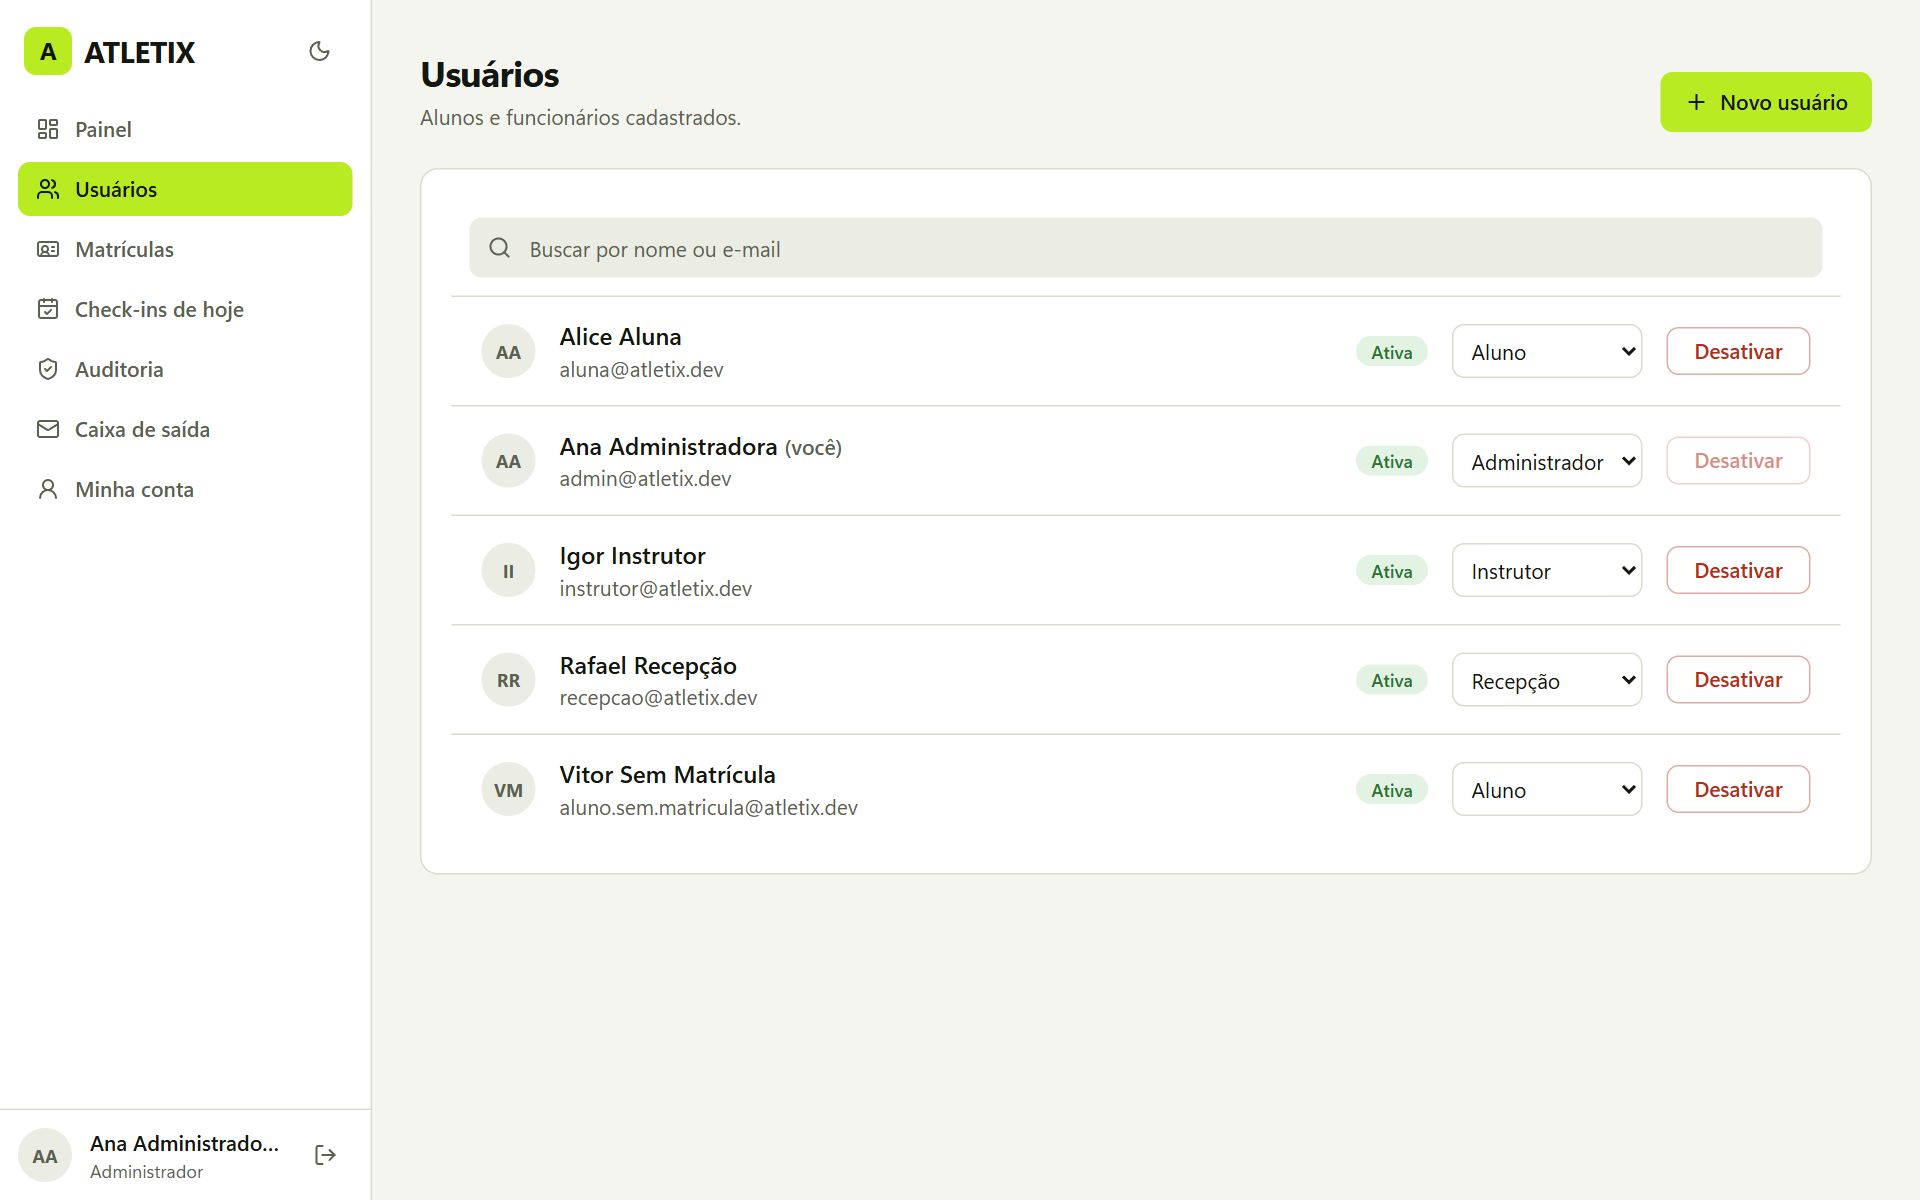 A ATLETIX
Painel
Usuários
Matrículas
Check-ins de hoje
Auditoria
Caixa de saída
Minha conta
AA
Ana Administrado...
Administrador
Usuários
Alunos e funcionários cadastrados.
Novo usuário
Buscar por nome ou e-mail
AA
Alice Aluna
aluna@atletix.dev
Ativa
Aluno
Desativar
AA
Ana Administradora (você)
admin@atletix.dev
Ativa
Administrador
Desativar
II
Igor Instrutor
instrutor@atletix.dev
Ativa
Instrutor
Desativar
RR
Rafael Recepção
recepcao@atletix.dev
Ativa
Recepção
Desativar
VM
Vitor Sem Matrícula
aluno.sem.matricula@atletix.dev
Ativa
Aluno
Desativar